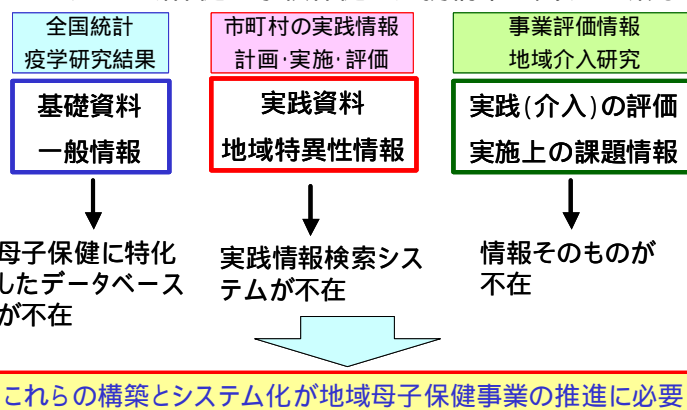 全国統計
疫学研究結果
市町村の実践情報
計画・実施・評価
事業評価情報
地域介入研究
基礎資料
一般情報
実践資料
地域特異性情報
実践(介入)の評価
実施上の課題情報
母子保健に特化
したデータベース
が不在
実践情報検索シス
テムが不在
情報そのものが
不在
これらの構築とシステム化が地域母子保健事業の推進に必要